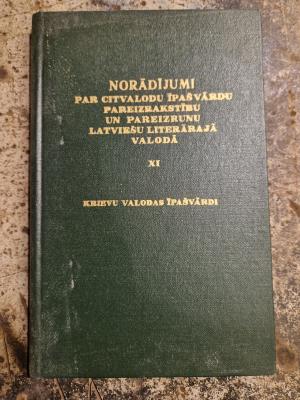 NORĀDĪJUMI
PAR CITVALODU ĪPAŠVĀRDU
PAREIZRAKSTĪBU
UN PAREIZRUNU
LATVIEŠU LITERĀRAJĀ
VALODĀ
XI
KRIEVU VALODAS ĪPAŠVĀRDI